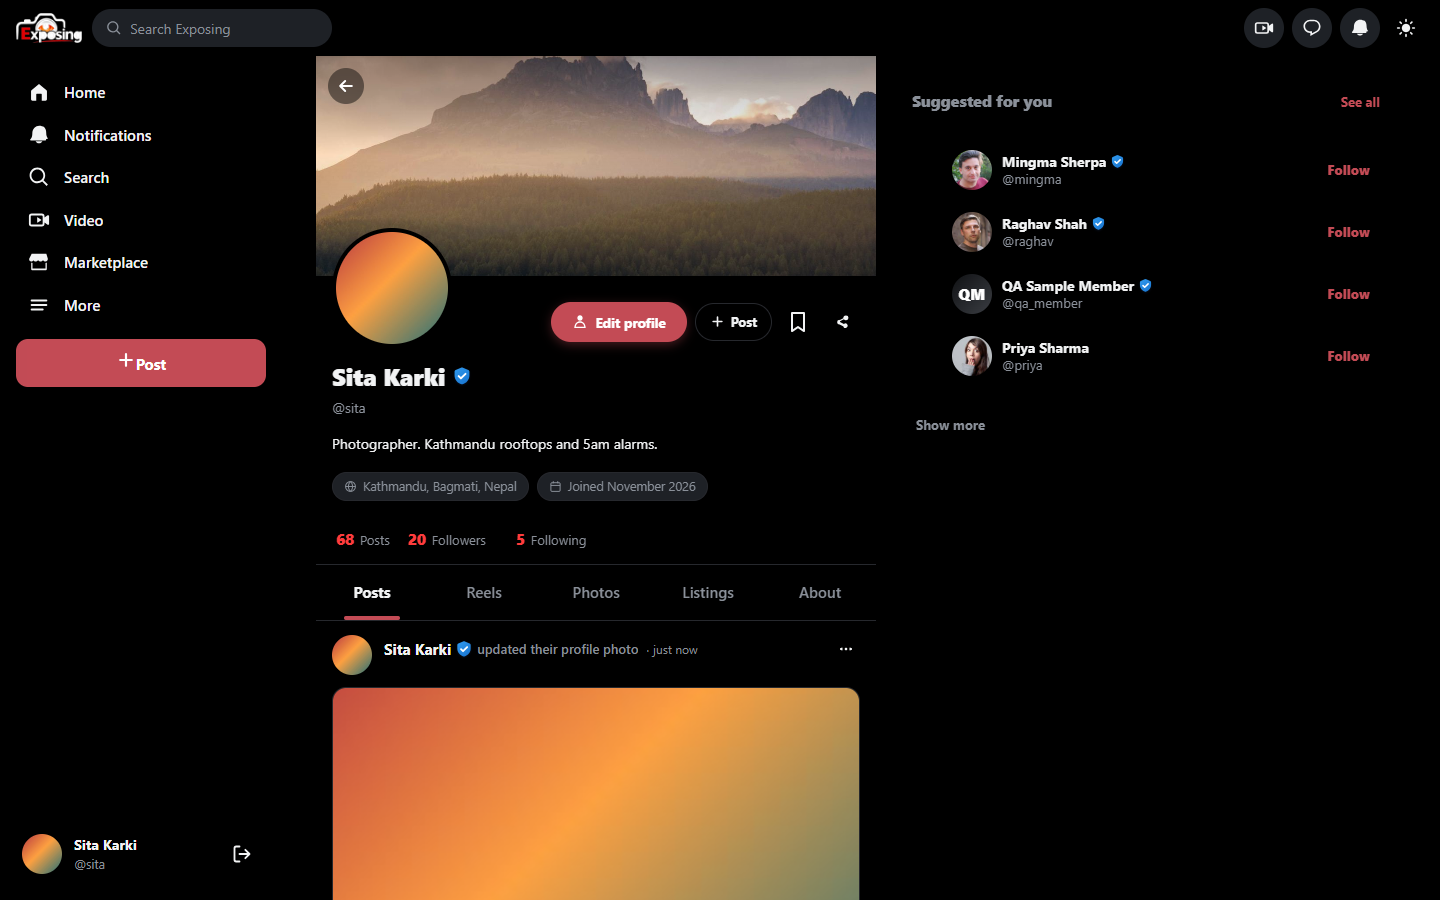 Exposing
Search Exposing
Home
Notifications
Search
Video
Marketplace
More
Post
Sita Karki
@sita
Edit profile
Post
Sita Karki
@sita
Photographer. Kathmandu rooftops and 5am alarms.
Kathmandu, Bagmati, Nepal
Joined November 2026
68 Posts 20 Followers 5 Following
Posts Reels Photos Listings About
Sita Karki updated their profile photo · just now
Suggested for you See all
Mingma Sherpa
@mingma
Follow
Raghav Shah
@raghav
Follow
QM
QA Sample Member
@qa_member
Follow
Priya Sharma
@priya
Follow
Show more